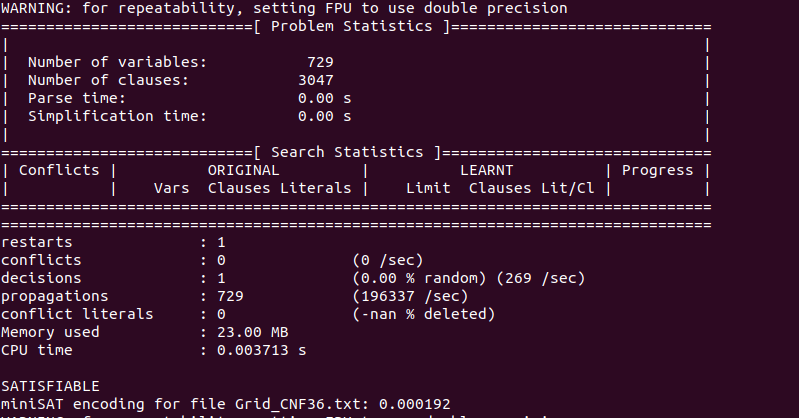 WARNING: for repeatability, setting FPU to use double precision
============================[ Problem Statistics ]=============================
|                                                                             |
|  Number of variables:           729                                         |
|  Number of clauses:            3047                                         |
|  Parse time:                   0.00 s                                       |
|  Simplification time:          0.00 s                                       |
|                                                                             |
============================[ Search Statistics ]==============================
| Conflicts |          ORIGINAL         |          LEARNT          | Progress |
|           |    Vars  Clauses Literals |    Limit  Clauses Lit/Cl |          |
===============================================================================
===============================================================================
restarts              : 1
conflicts             : 0              (0 /sec)
decisions             : 1              (0.00 % random) (269 /sec)
propagations          : 729            (196337 /sec)
conflict literals     : 0              (-nan % deleted)
Memory used           : 23.00 MB
CPU time              : 0.003713 s
SATISFIABLE
miniSAT encoding for file Grid_CNF36.txt: 0.000192